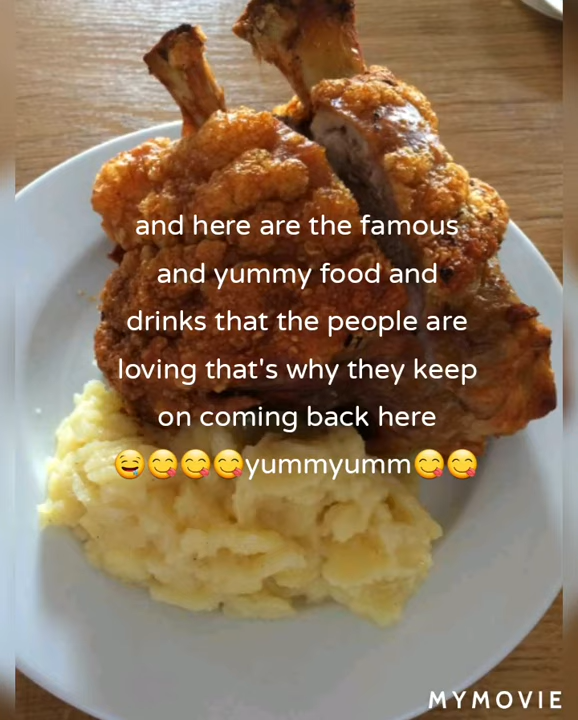 and here are the famous
and yummy food and
drinks that the people are
loving that's why they keep
on coming back here
🤤😋😋😋yummyumm😋😋
MYMOVIE